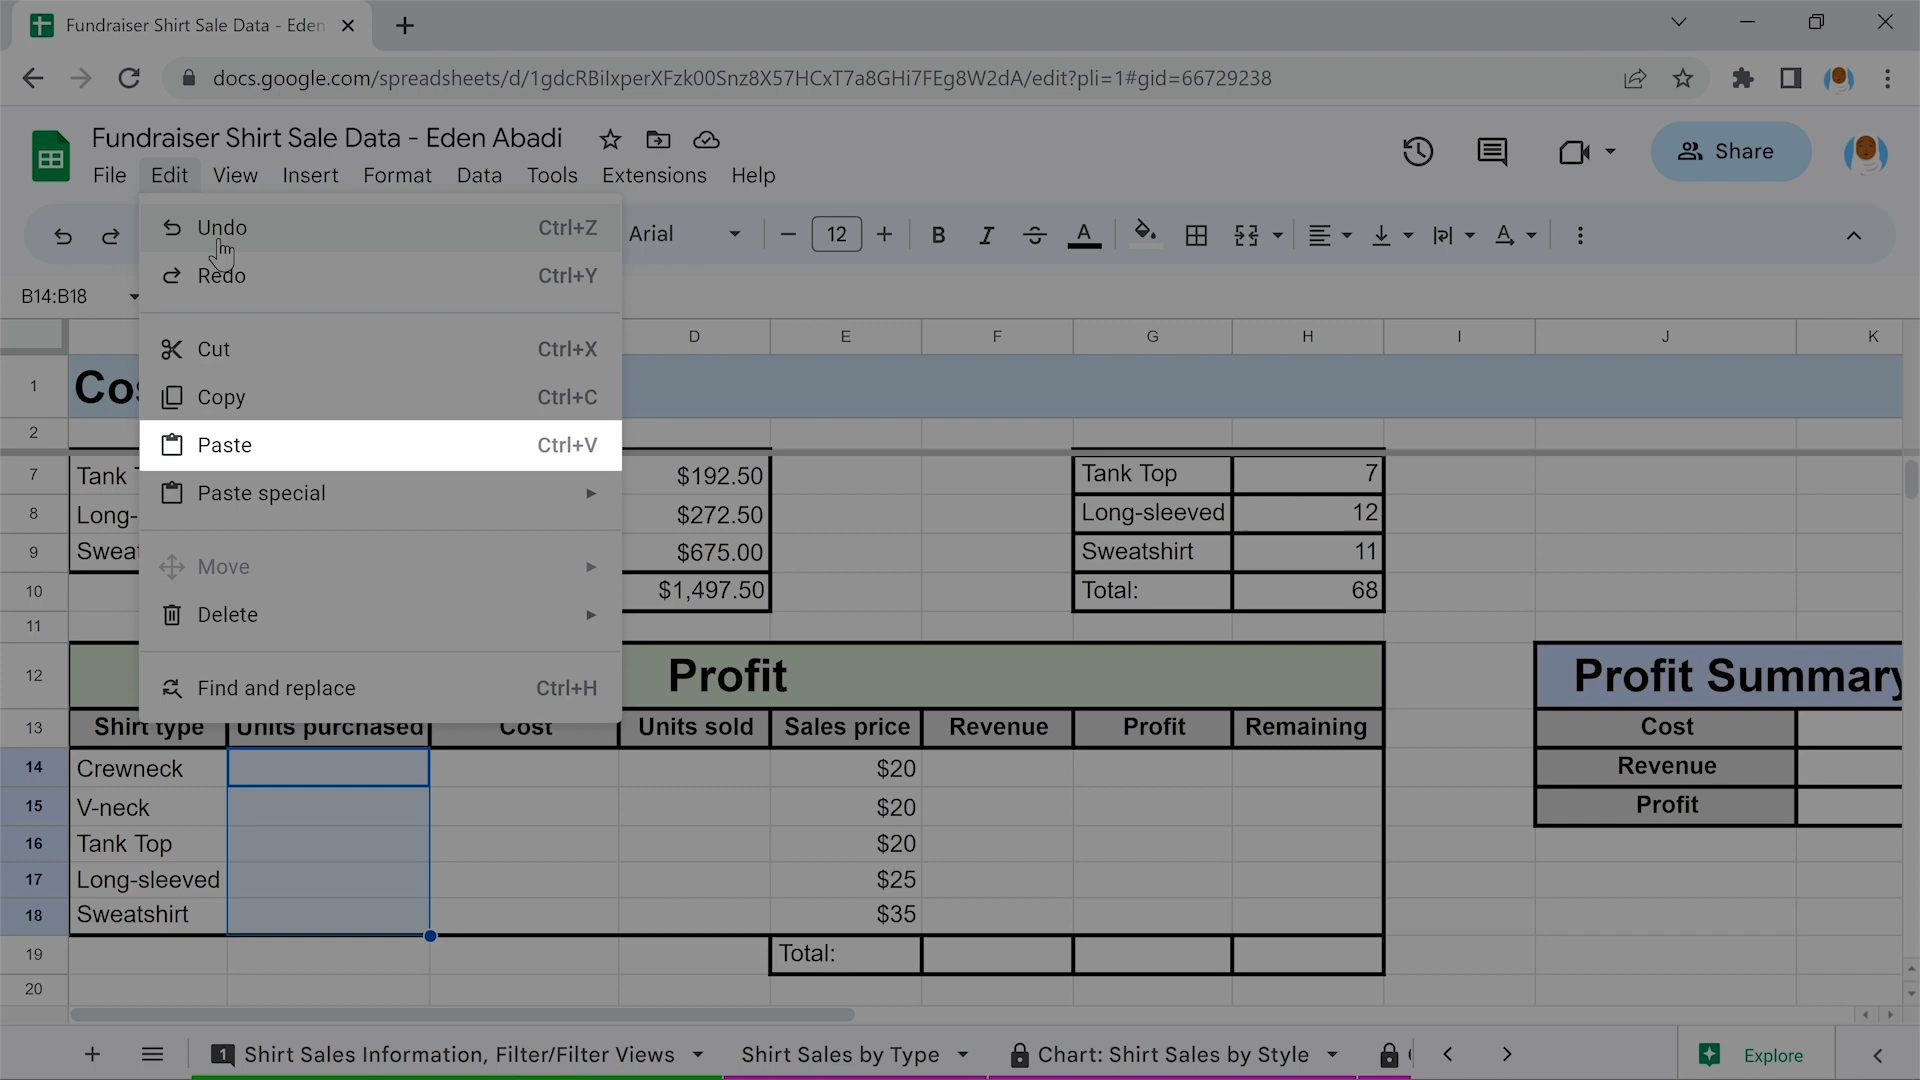 Fundraiser Shirt Sale Data - Eden
docs.google.com/spreadsheets/d/1gdcRBilxperXFzk00Snz8X57HCxT7a8GHi7FEg8W2dA/edit?pli=1#gid=66729238
Fundraiser Shirt Sale Data - Eden Abadi
Share
File Edit View Insert Format Data Tools Extensions Help
Undo Ctrl+Z
Arial 12 B I A
Redo Ctrl+Y
B14:B18
D E F G H I J K
Cut Ctrl+X
1 Cos
Copy Ctrl+C
2
Paste Ctrl+V
7 Tank $192.50 Tank Top 7
Paste special
8 Long- $272.50 Long-sleeved 12
9 Sweat $675.00 Sweatshirt 11
Move
10 $1,497.50 Total: 68
Delete
11
12 Profit Profit Summary
Find and replace Ctrl+H
13 Shirt type Units purchased Cost Units sold Sales price Revenue Profit Remaining Cost
14 Crewneck $20 Revenue
15 V-neck $20 Profit
16 Tank Top $20
17 Long-sleeved $25
18 Sweatshirt $35
19 Total:
20
1 Shirt Sales Information, Filter/Filter Views Shirt Sales by Type Chart: Shirt Sales by Style Explore